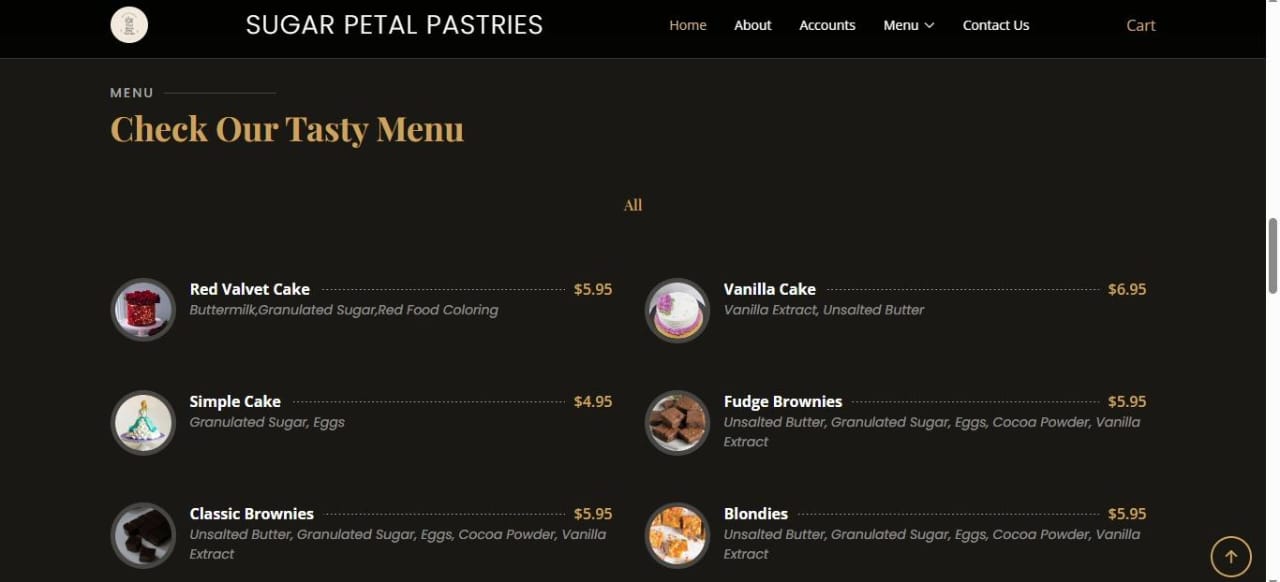 SUGAR PETAL PASTRIES
Home About Accounts Menu Contact Us Cart
MENU
Check Our Tasty Menu
All
Red Valvet Cake $5.95
Buttermilk,Granulated Sugar,Red Food Coloring
Vanilla Cake $6.95
Vanilla Extract, Unsalted Butter
Simple Cake $4.95
Granulated Sugar, Eggs
Fudge Brownies $5.95
Unsalted Butter, Granulated Sugar, Eggs, Cocoa Powder, Vanilla
Extract
Classic Brownies $5.95
Unsalted Butter, Granulated Sugar, Eggs, Cocoa Powder, Vanilla
Extract
Blondies $5.95
Unsalted Butter, Granulated Sugar, Eggs, Cocoa Powder, Vanilla
Extract